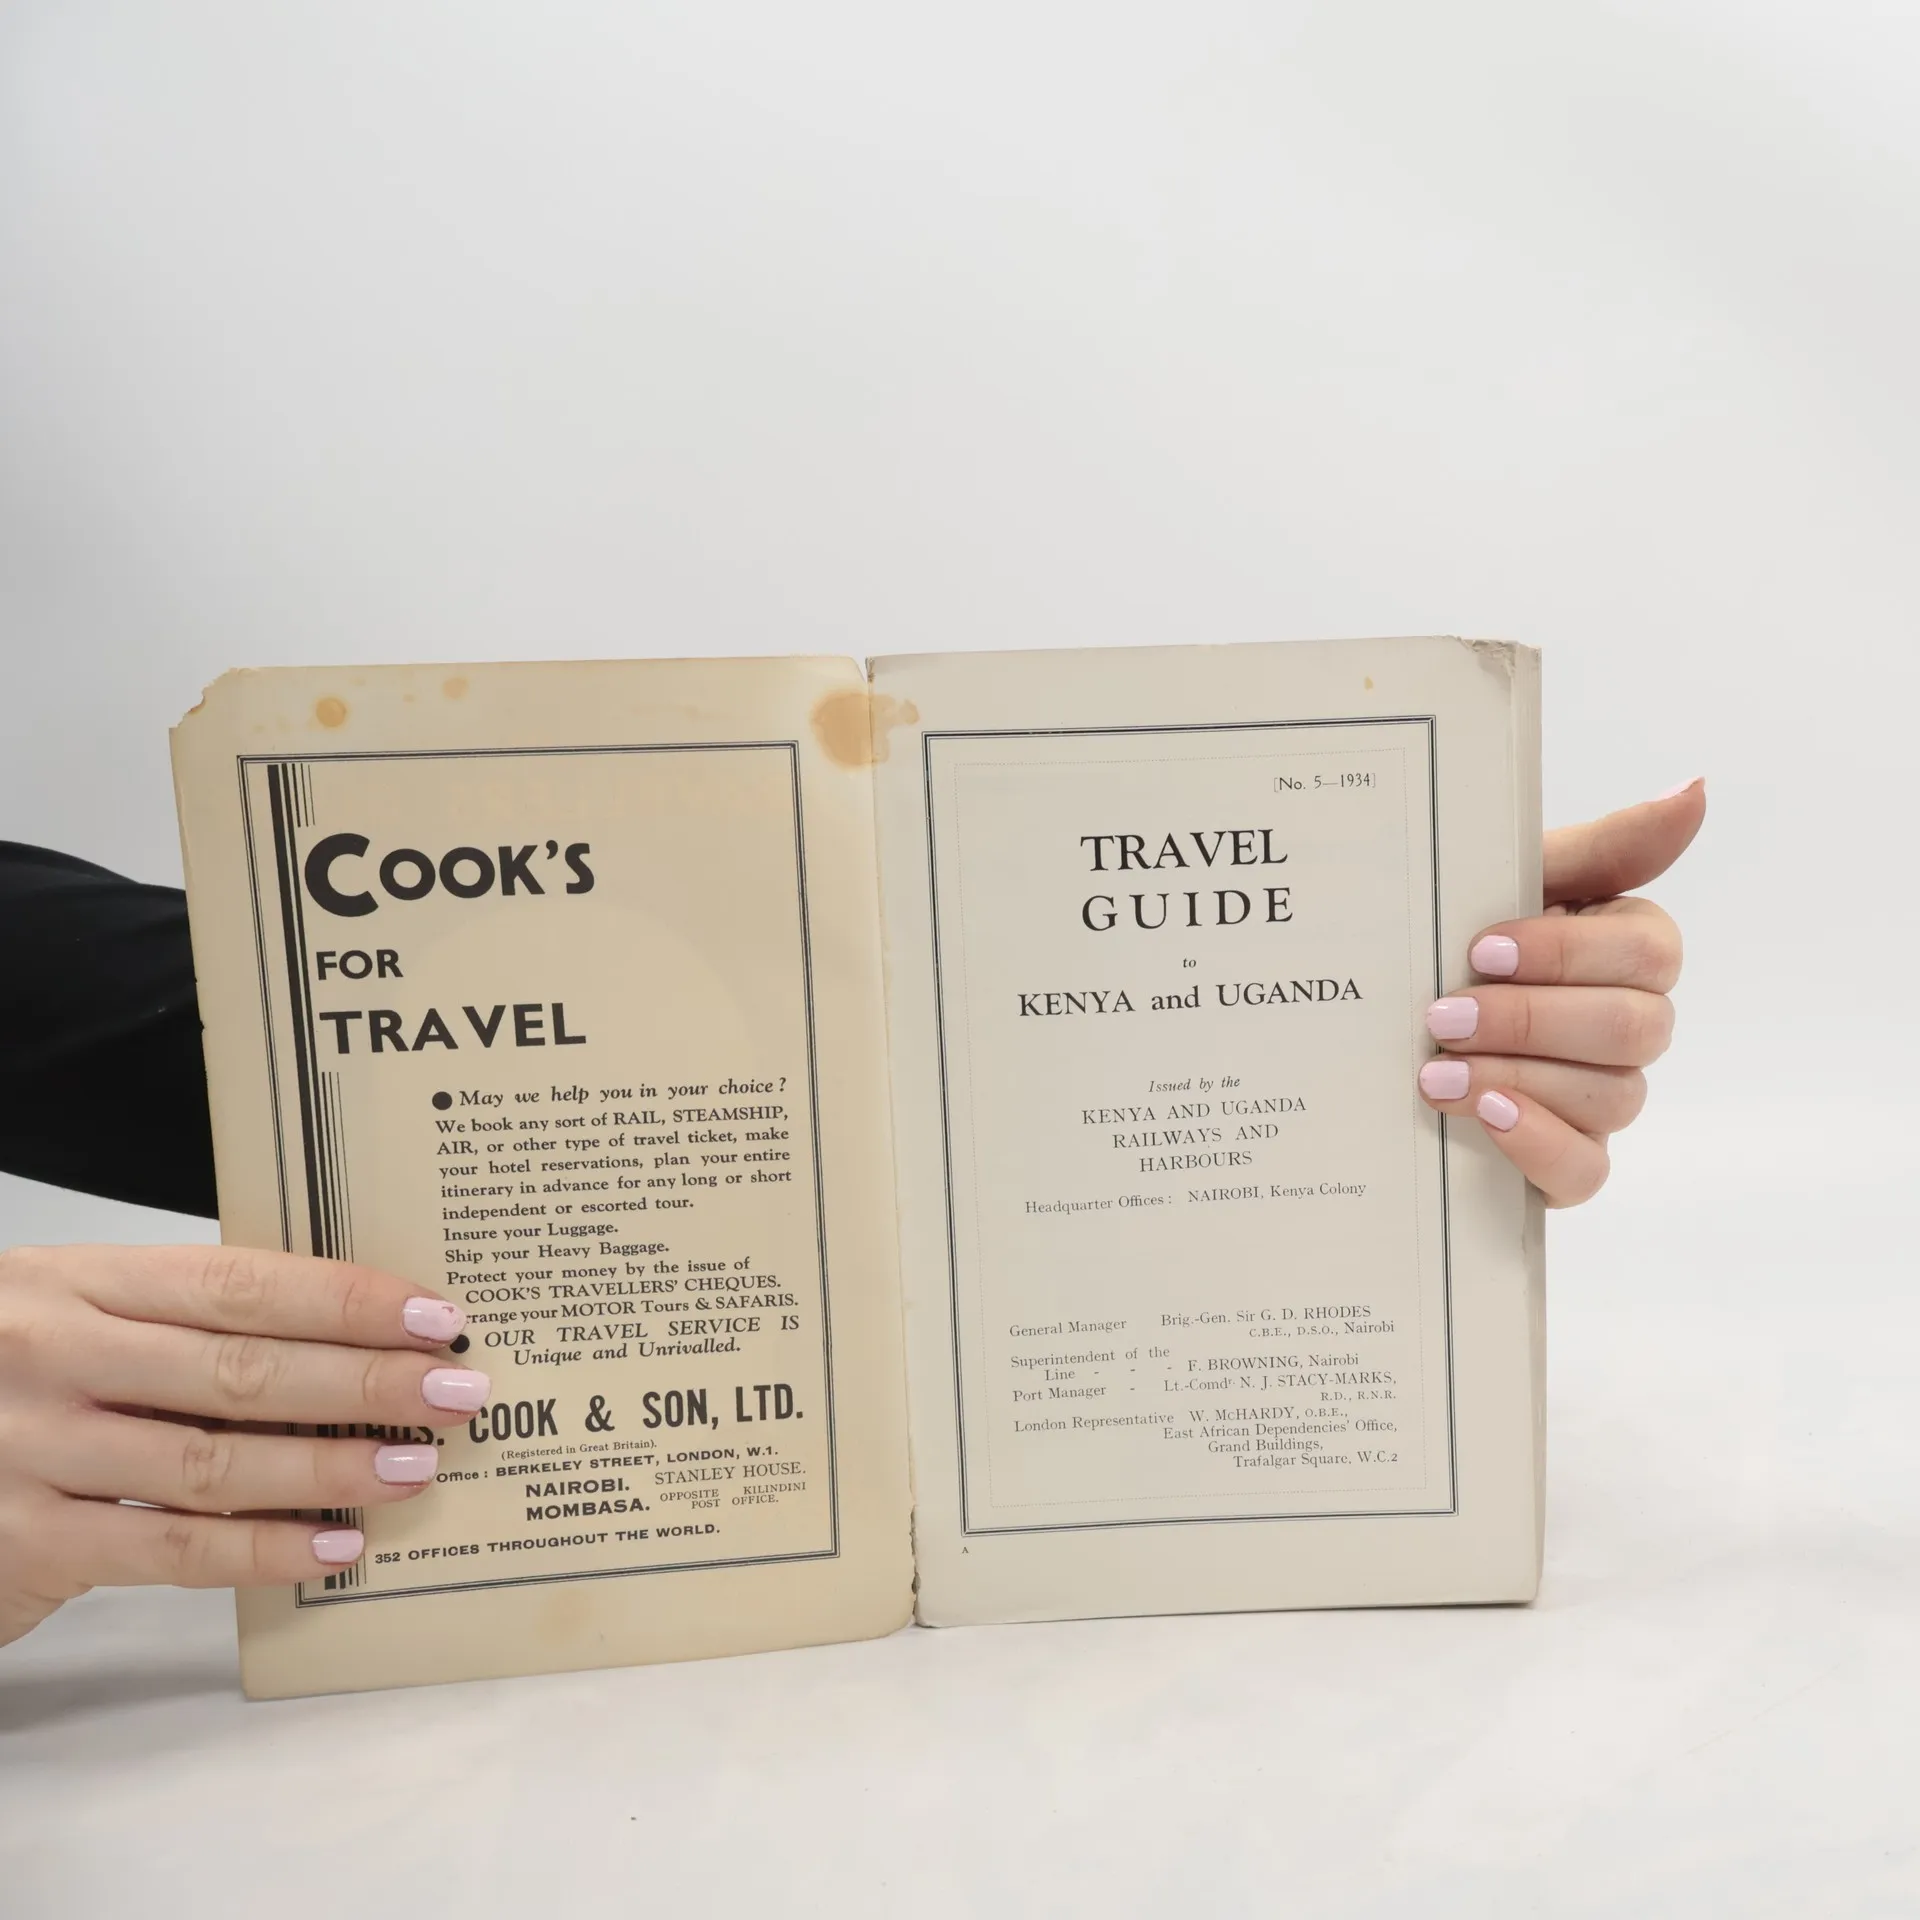 COOK'S
FOR
TRAVEL
● May we help you in your choice ?
We book any sort of RAIL, STEAMSHIP,
AIR, or other type of travel ticket, make
your hotel reservations, plan your entire
itinerary in advance for any long or short
independent or escorted tour.
Insure your Luggage.
Ship your Heavy Baggage.
Protect your money by the issue of
COOK'S TRAVELLERS' CHEQUES.
rrange your MOTOR Tours & SAFARIS.
● OUR TRAVEL SERVICE IS
Unique and Unrivalled.
COOK & SON, LTD.
(Registered in Great Britain).
Office : BERKELEY STREET, LONDON, W.1.
NAIROBI. STANLEY HOUSE.
MOMBASA. OPPOSITE KILINDINI
POST OFFICE.
352 OFFICES THROUGHOUT THE WORLD.
[No. 5—1934]
TRAVEL
GUIDE
to
KENYA and UGANDA
Issued by the
KENYA AND UGANDA
RAILWAYS AND
HARBOURS
Headquarter Offices : NAIROBI, Kenya Colony
General Manager Brig.-Gen. Sir G. D. RHODES
C.B.E., D.S.O., Nairobi
Superintendent of the
Line - - - F. BROWNING, Nairobi
Port Manager - Lt.-Comdr. N. J. STACY-MARKS,
R.D., R.N.R.
London Representative W. McHARDY, O.B.E.,
East African Dependencies' Office,
Grand Buildings,
Trafalgar Square, W.C.2
A